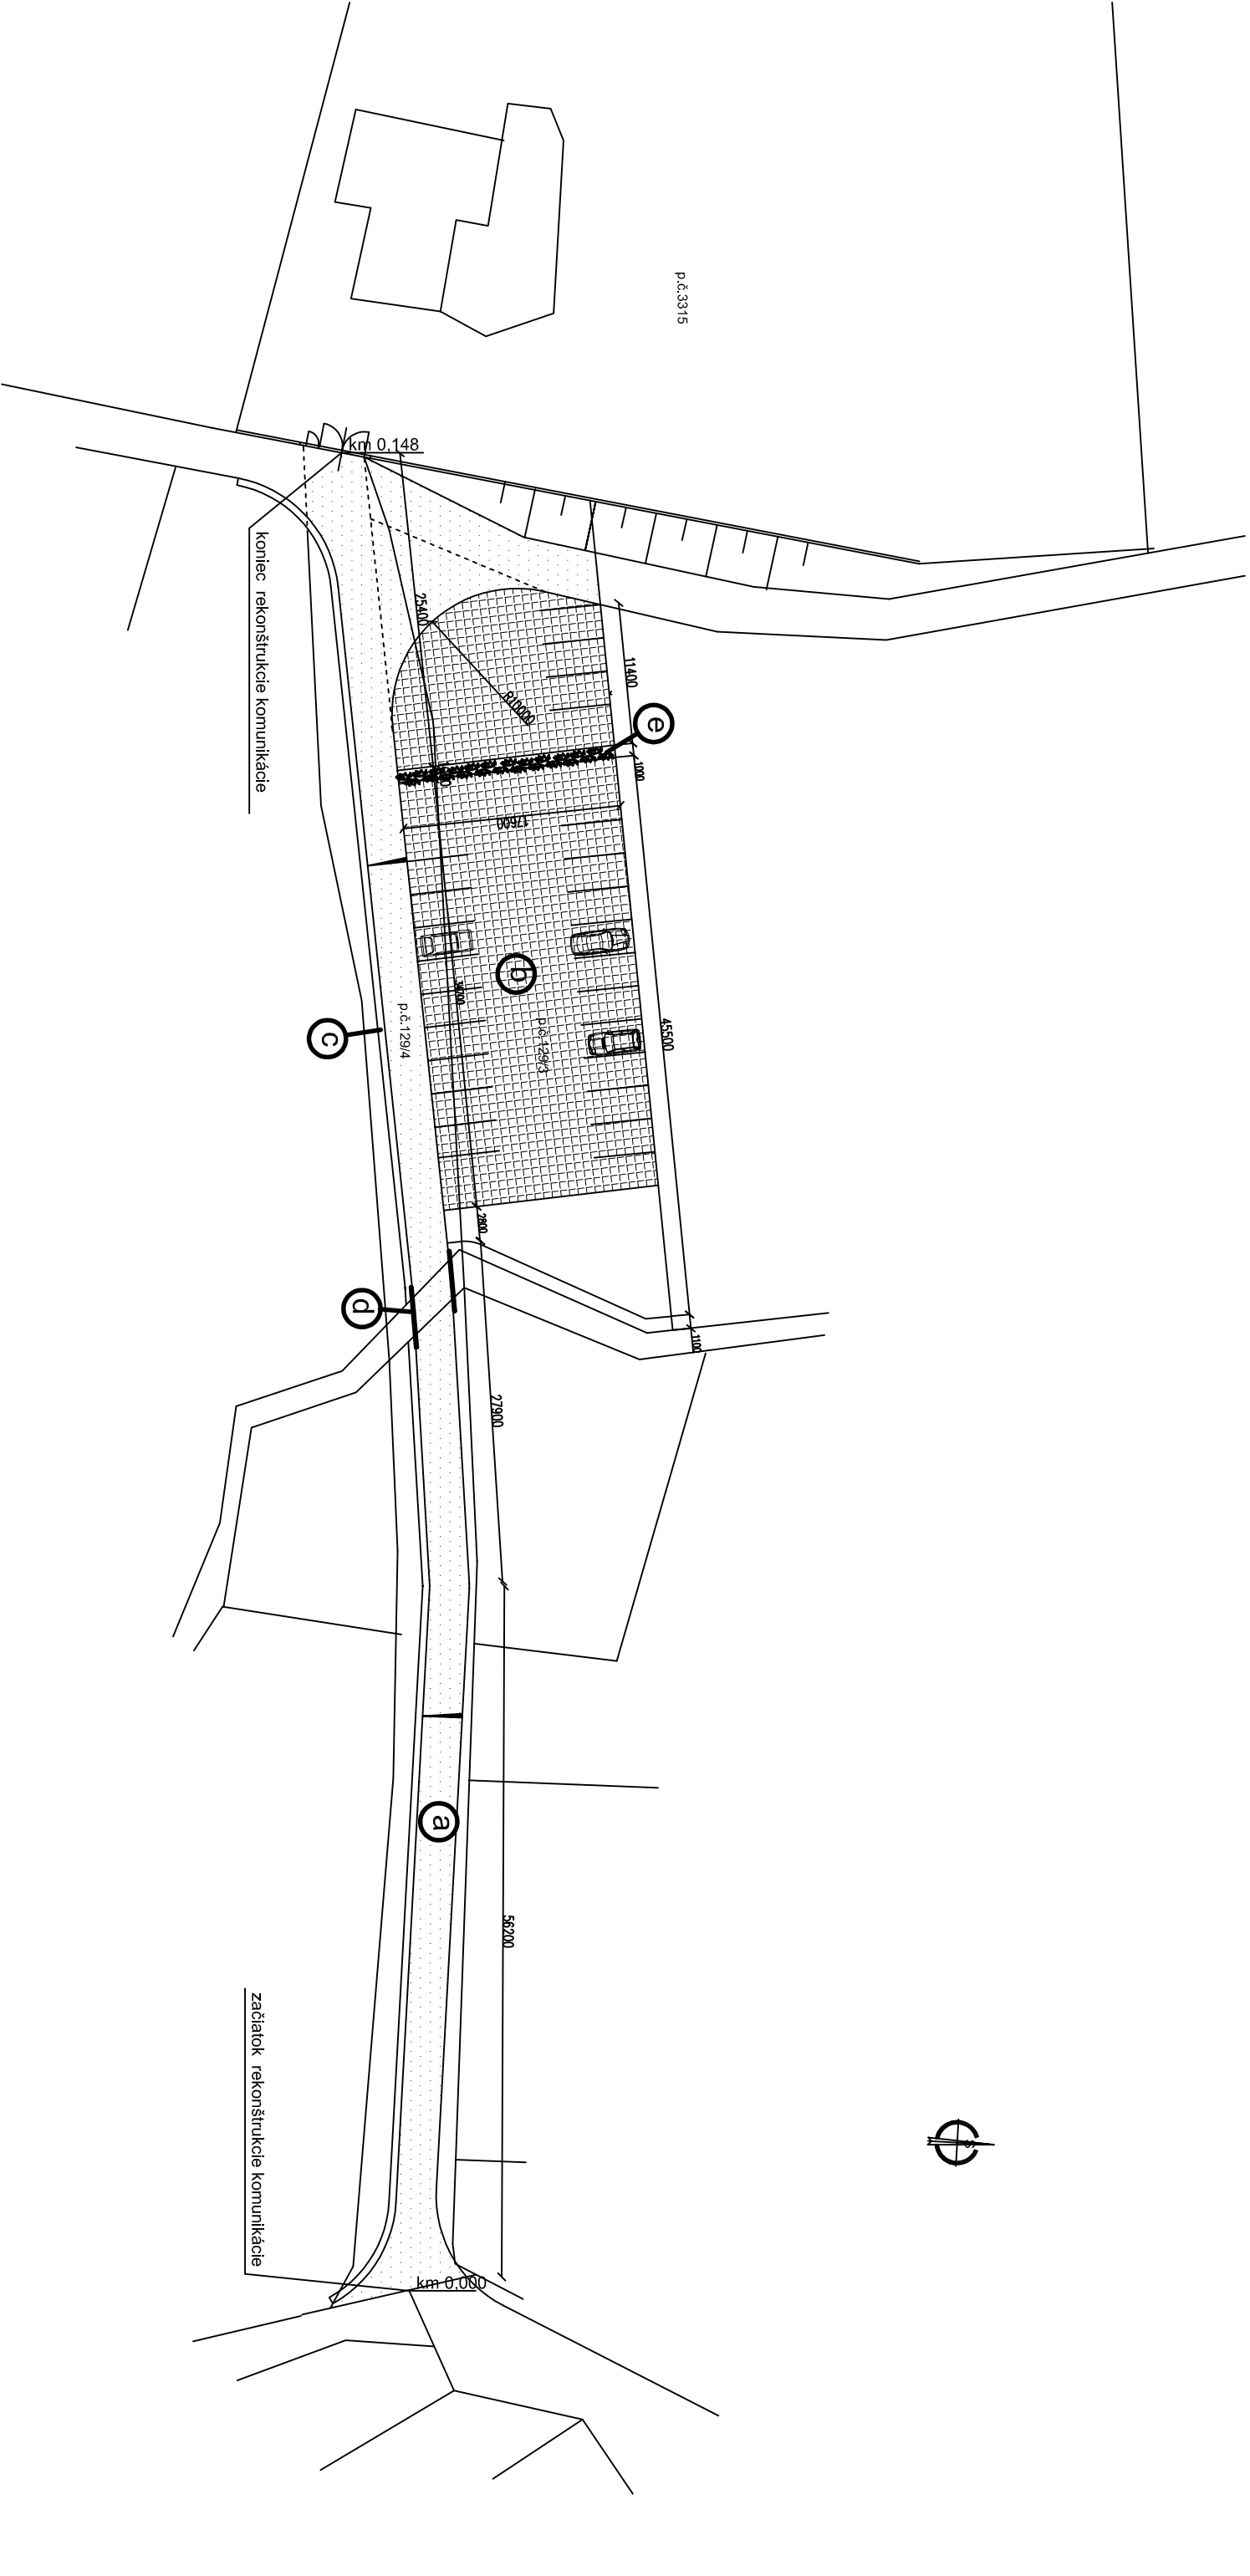 p.č.3315
km 0,148
koniec rekonštrukcie komunikácie
25400
R10000
11400
e
1000
17600
b
p.č.129/3
p.č.129/4
c
45500
2800
d
1100
27900
a
56200
začiatok rekonštrukcie komunikácie
km 0,000
S